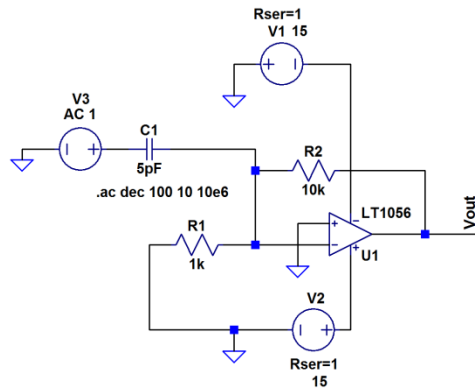 Rser=1
V1 15
+ −
V3
AC 1
− +
C1
5pF
.ac dec 100 10 10e6
R2
10k
LT1056
Vout
−
+
−
+
U1
R1
1k
V2
− +
Rser=1
15